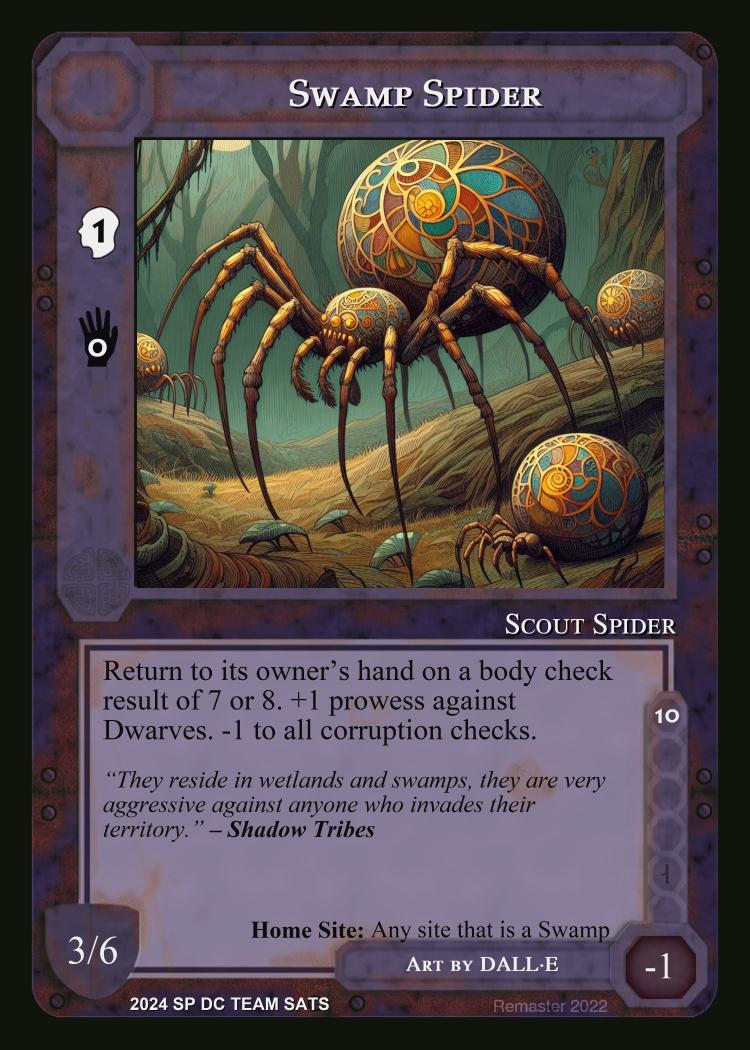 Swamp Spider
1
0
Scout Spider
Return to its owner's hand on a body check
result of 7 or 8. +1 prowess against
Dwarves. -1 to all corruption checks.
10
“They reside in wetlands and swamps, they are very
aggressive against anyone who invades their
territory.” – Shadow Tribes
Home Site: Any site that is a Swamp
3/6
Art by DALL·E
-1
2024 SP DC TEAM SATS
Remaster 2022